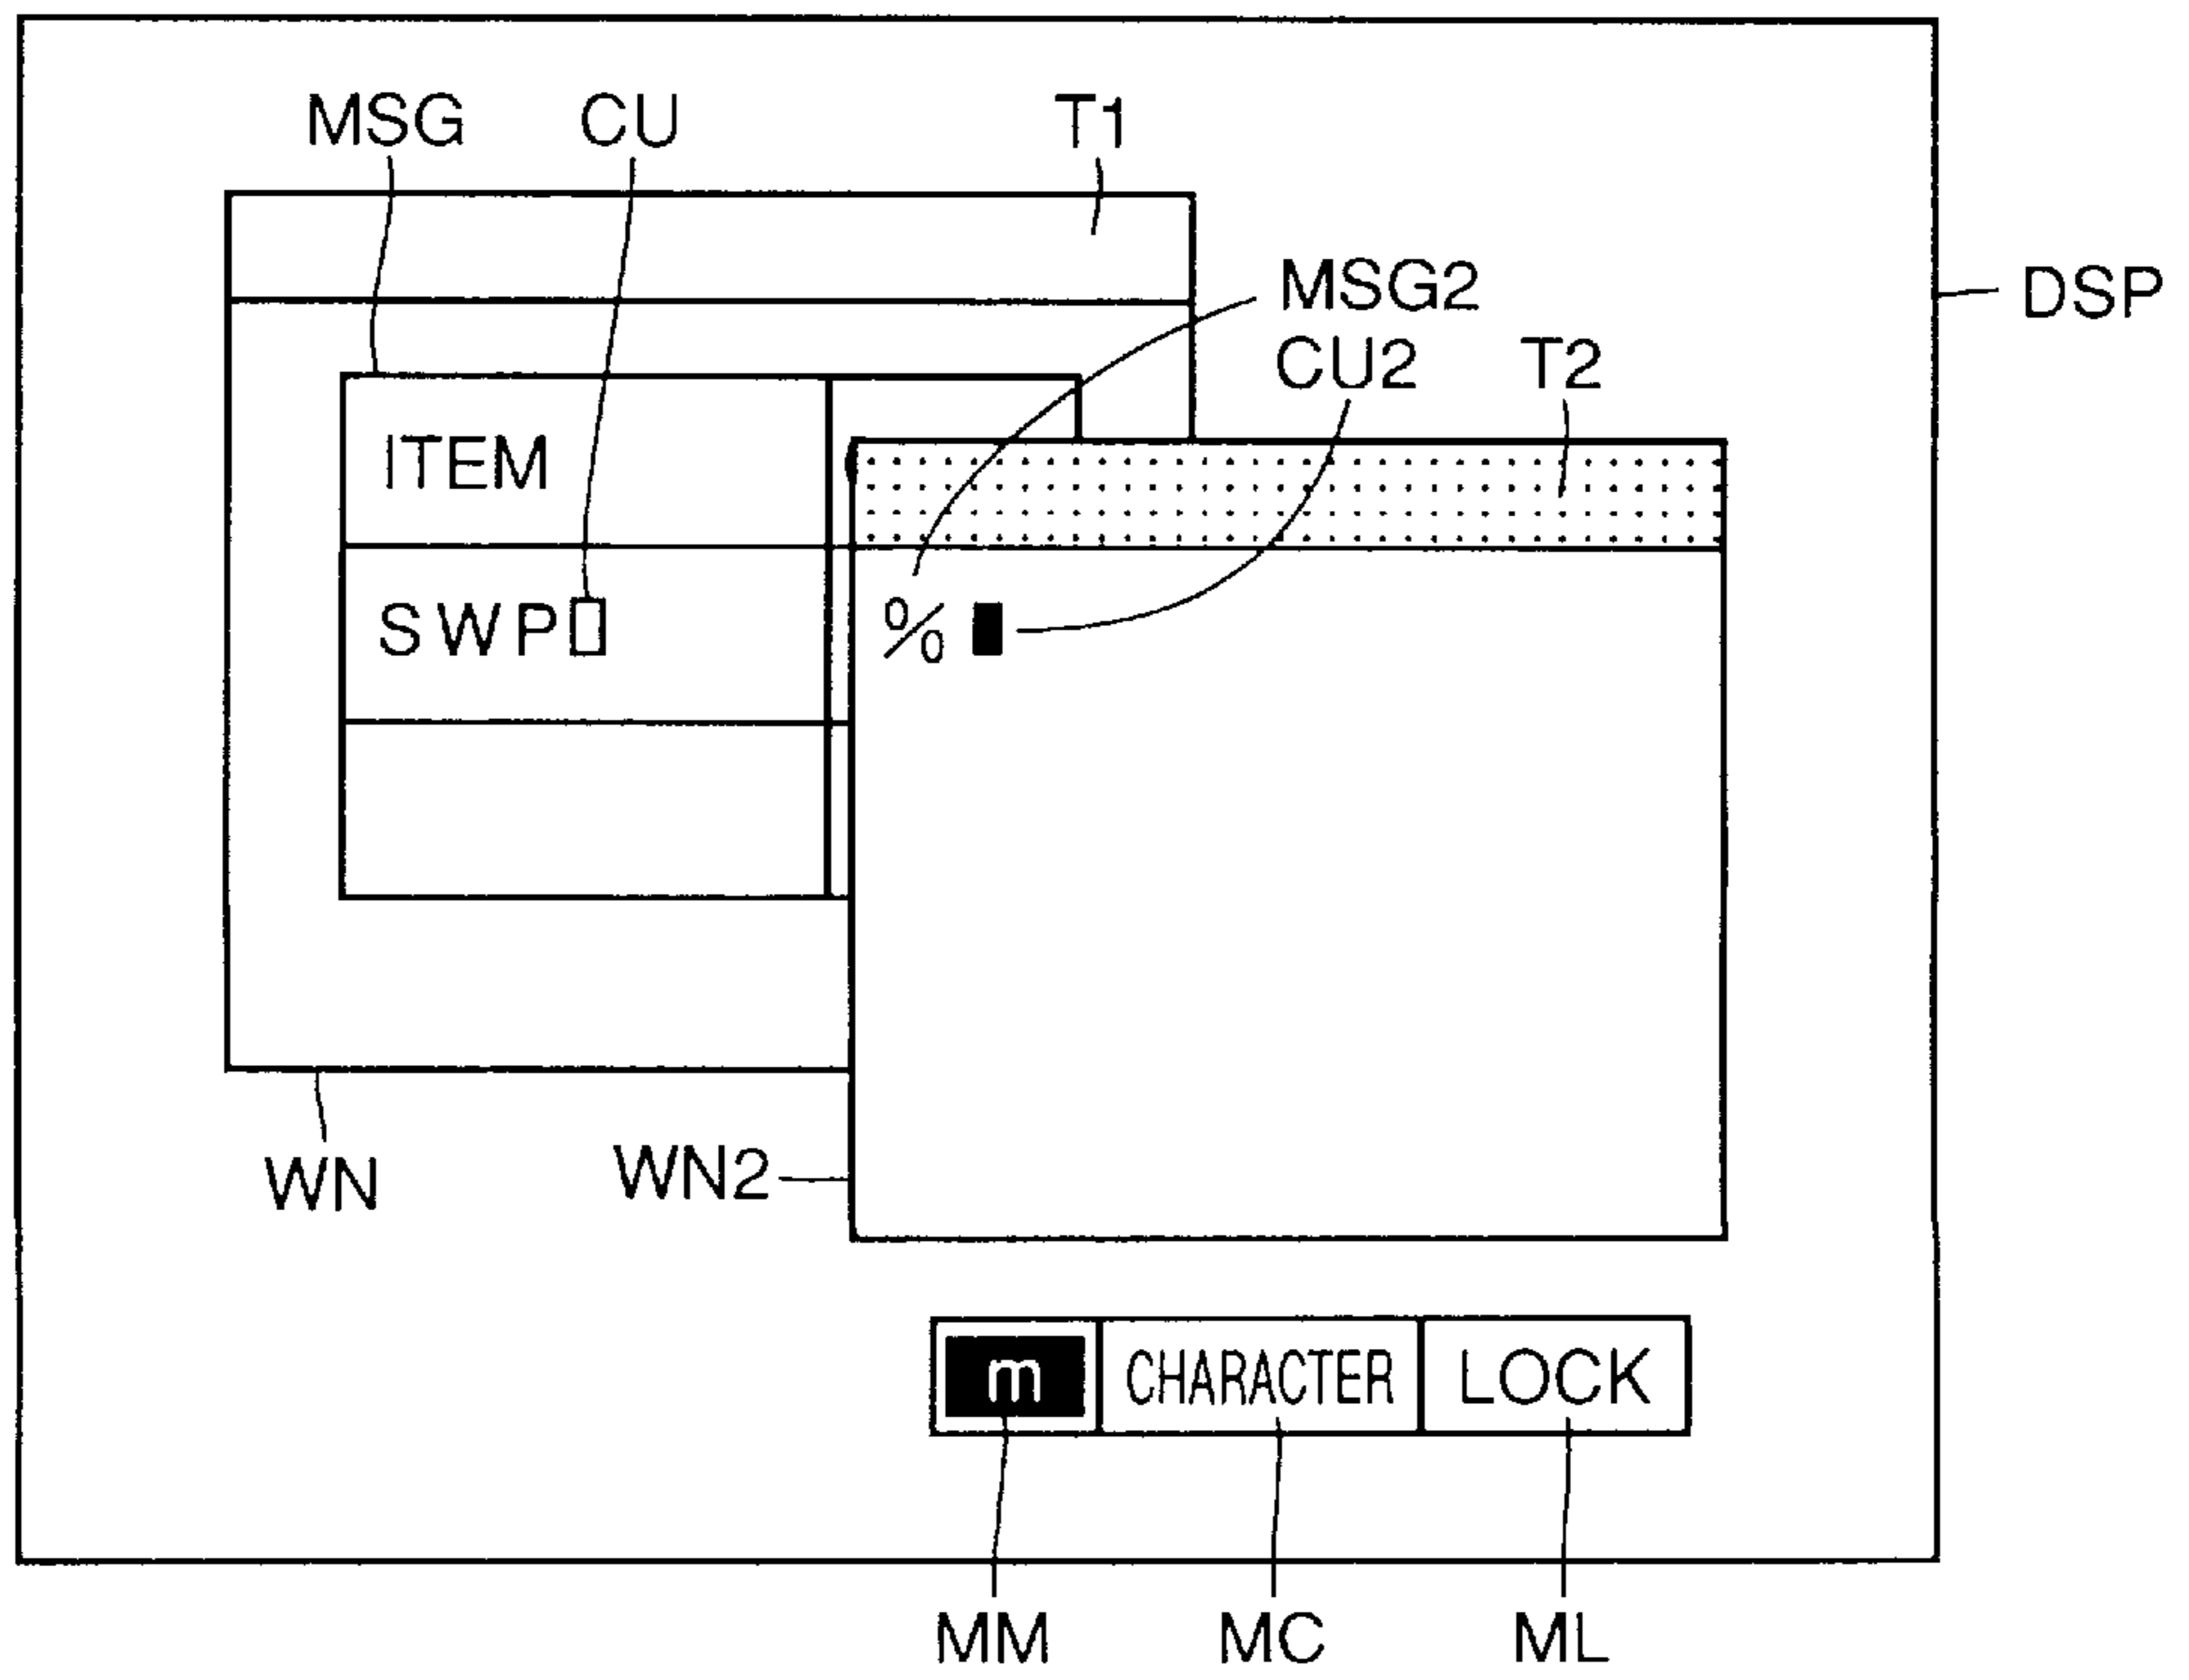 MSG CU T1
MSG2
DSP
CU2 T2
ITEM
SWP
%
WN WN2
m CHARACTER LOCK
MM MC ML